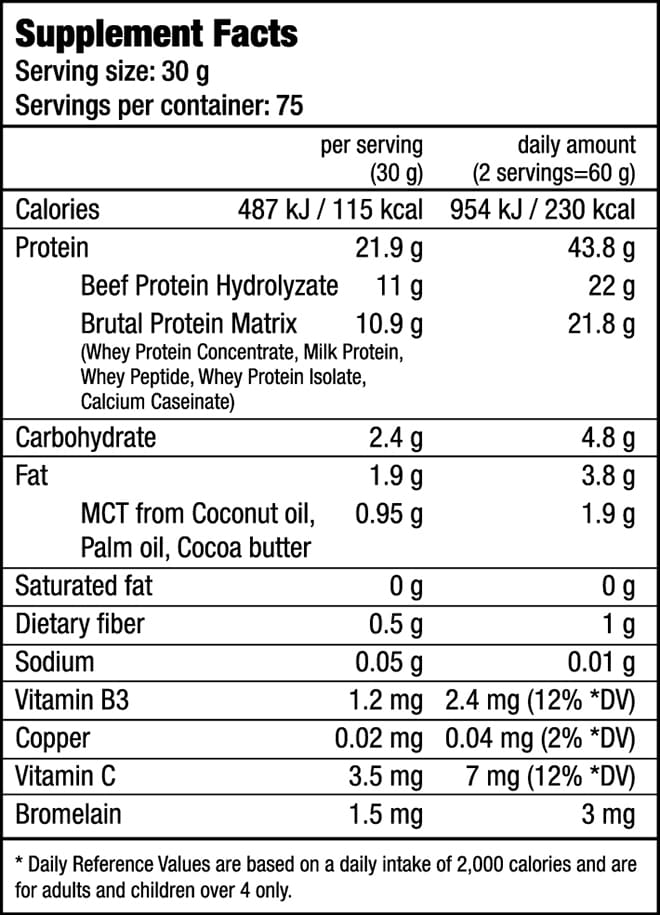 Supplement Facts
Serving size: 30 g
Servings per container: 75
per serving daily amount
(30 g) (2 servings=60 g)
Calories 487 kJ / 115 kcal 954 kJ / 230 kcal
Protein 21.9 g 43.8 g
Beef Protein Hydrolyzate 11 g 22 g
Brutal Protein Matrix 10.9 g 21.8 g
(Whey Protein Concentrate, Milk Protein,
Whey Peptide, Whey Protein Isolate,
Calcium Caseinate)
Carbohydrate 2.4 g 4.8 g
Fat 1.9 g 3.8 g
MCT from Coconut oil, 0.95 g 1.9 g
Palm oil, Cocoa butter
Saturated fat 0 g 0 g
Dietary fiber 0.5 g 1 g
Sodium 0.05 g 0.01 g
Vitamin B3 1.2 mg 2.4 mg (12% *DV)
Copper 0.02 mg 0.04 mg (2% *DV)
Vitamin C 3.5 mg 7 mg (12% *DV)
Bromelain 1.5 mg 3 mg
* Daily Reference Values are based on a daily intake of 2,000 calories and are
for adults and children over 4 only.